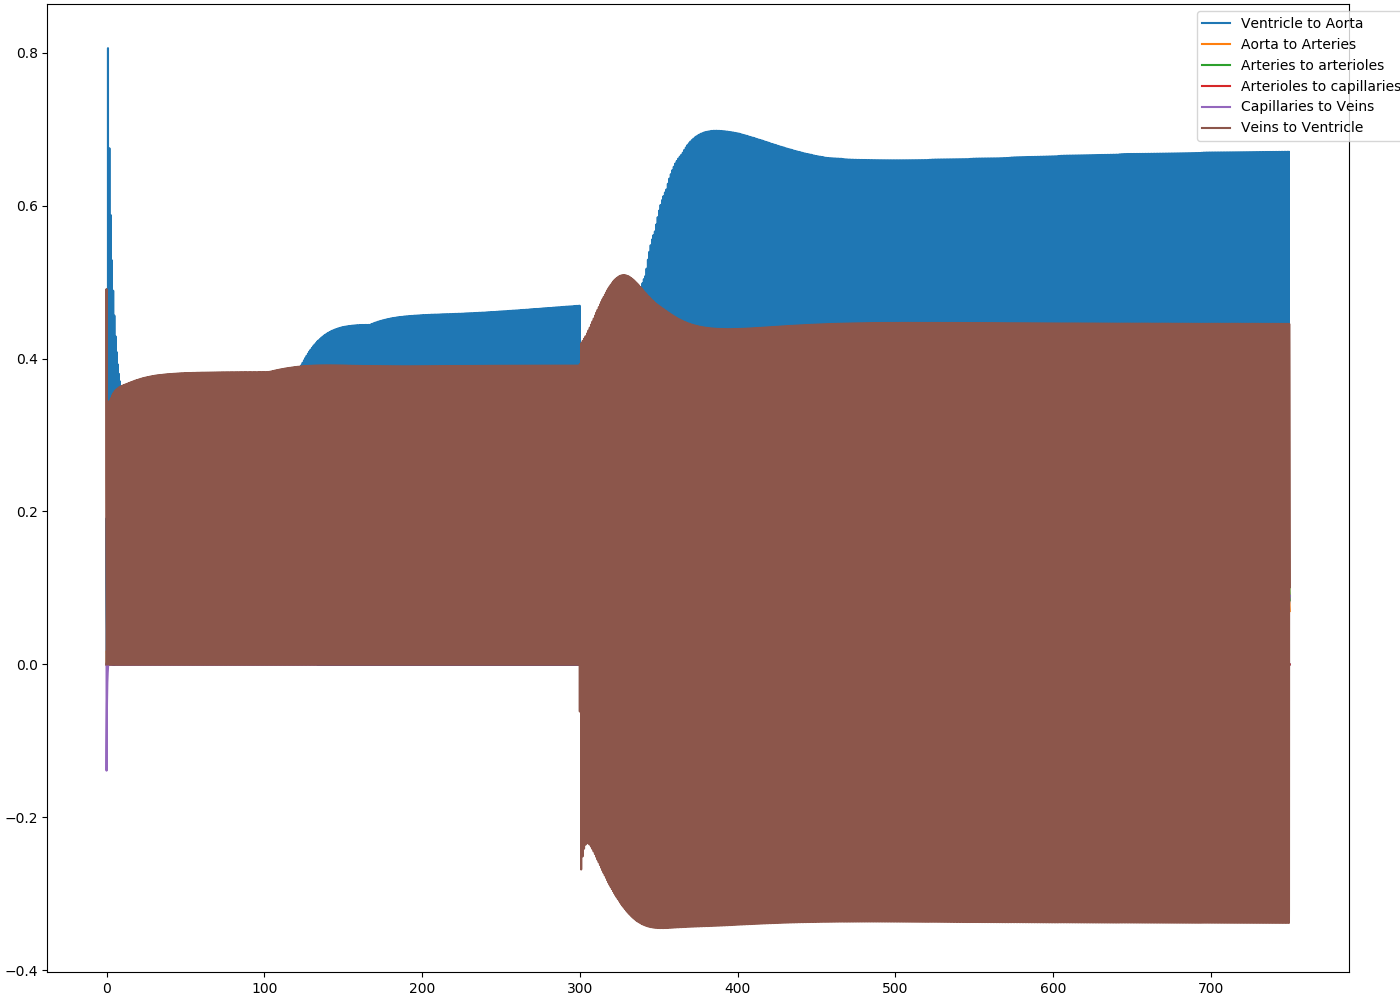 Ventricle to Aorta
Aorta to Arteries
Arteries to arterioles
Arterioles to capillaries
Capillaries to Veins
Veins to Ventricle
0.8
0.6
0.4
0.2
0.0
−0.2
−0.4
0 100 200 300 400 500 600 700